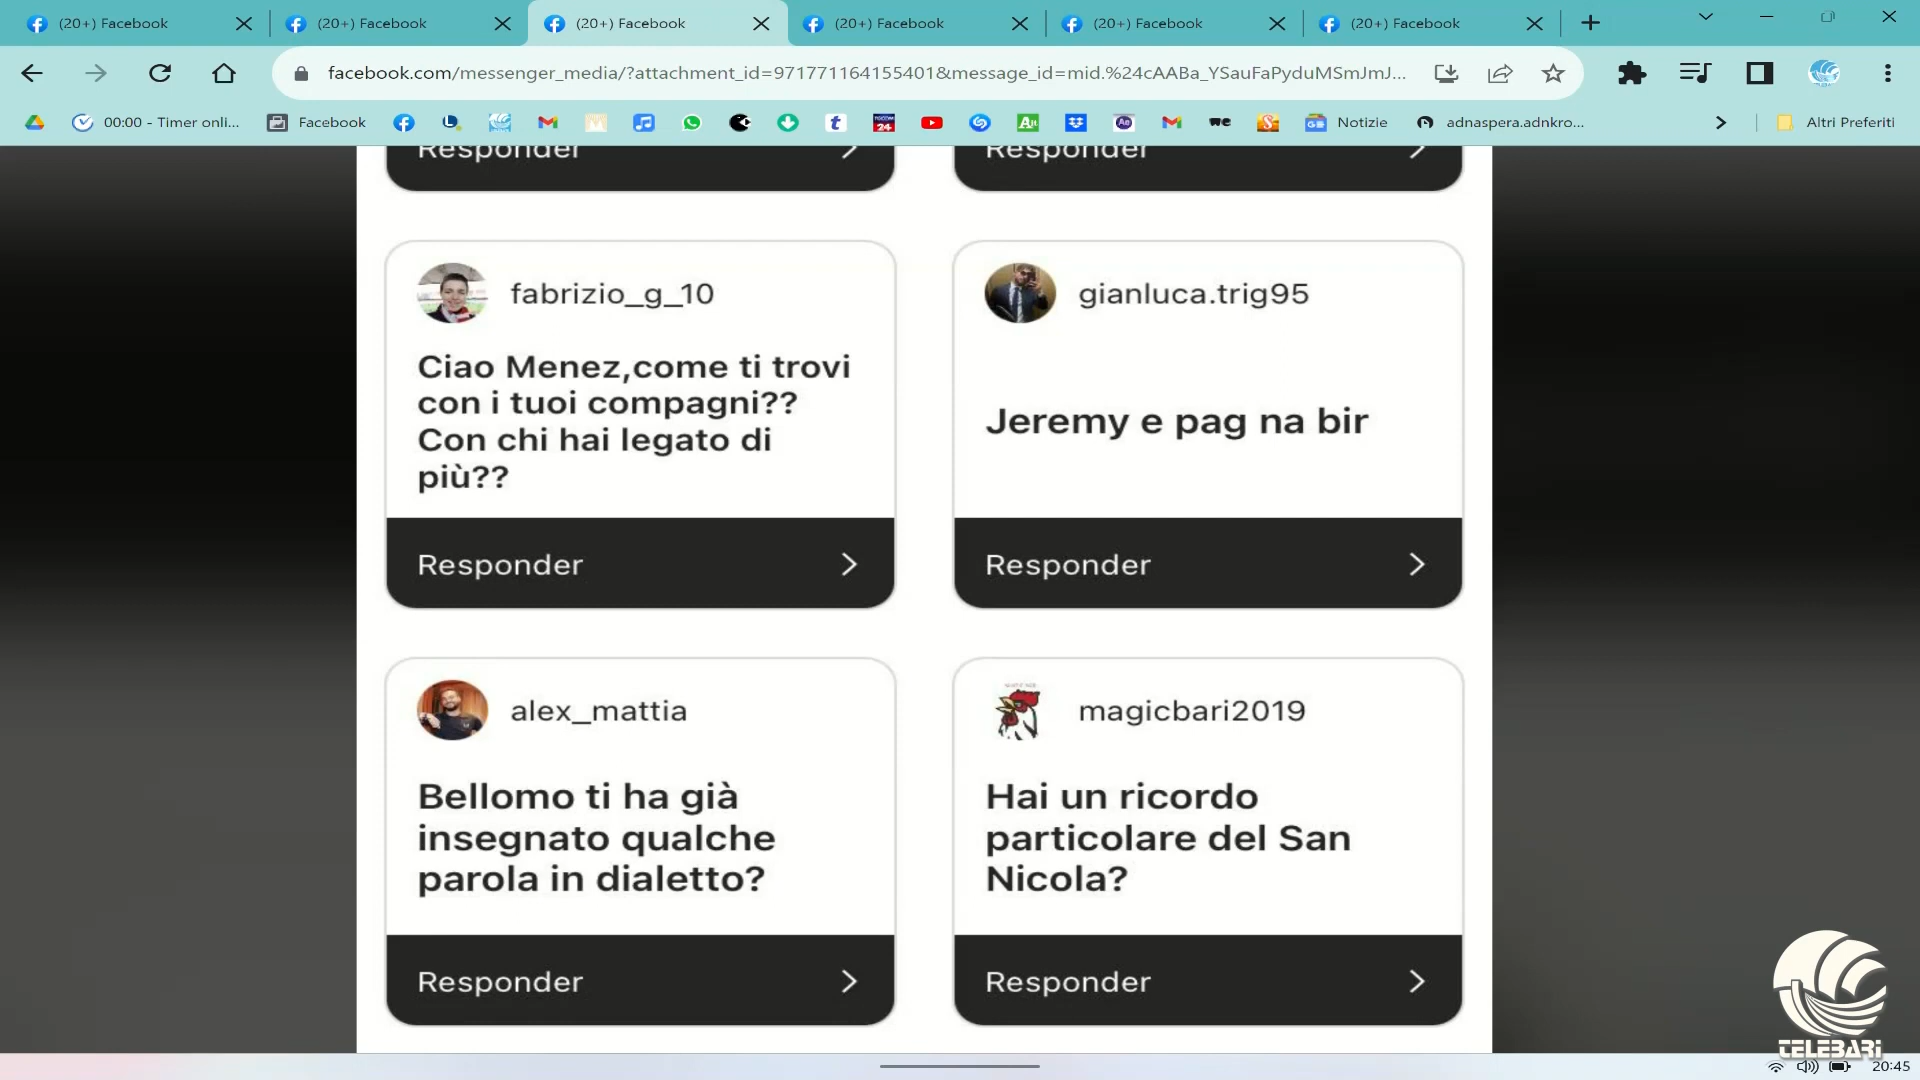 (20+) Facebook
(20+) Facebook
(20+) Facebook
(20+) Facebook
(20+) Facebook
(20+) Facebook
facebook.com/messenger_media/?attachment_id=971771164155401&message_id=mid.%24cAABa_YSauFaPyduMSmJmJ...
00:00 - Timer onli...
Facebook
Notizie
adnaspera.adnkro...
Altri Preferiti
Responder
Responder
fabrizio_g_10
Ciao Menez,come ti trovi
con i tuoi compagni??
Con chi hai legato di
più??
Responder
gianluca.trig95
Jeremy e pag na bir
Responder
alex_mattia
Bellomo ti ha già
insegnato qualche
parola in dialetto?
Responder
magicbari2019
Hai un ricordo
particolare del San
Nicola?
Responder
TELEBARI
20:45